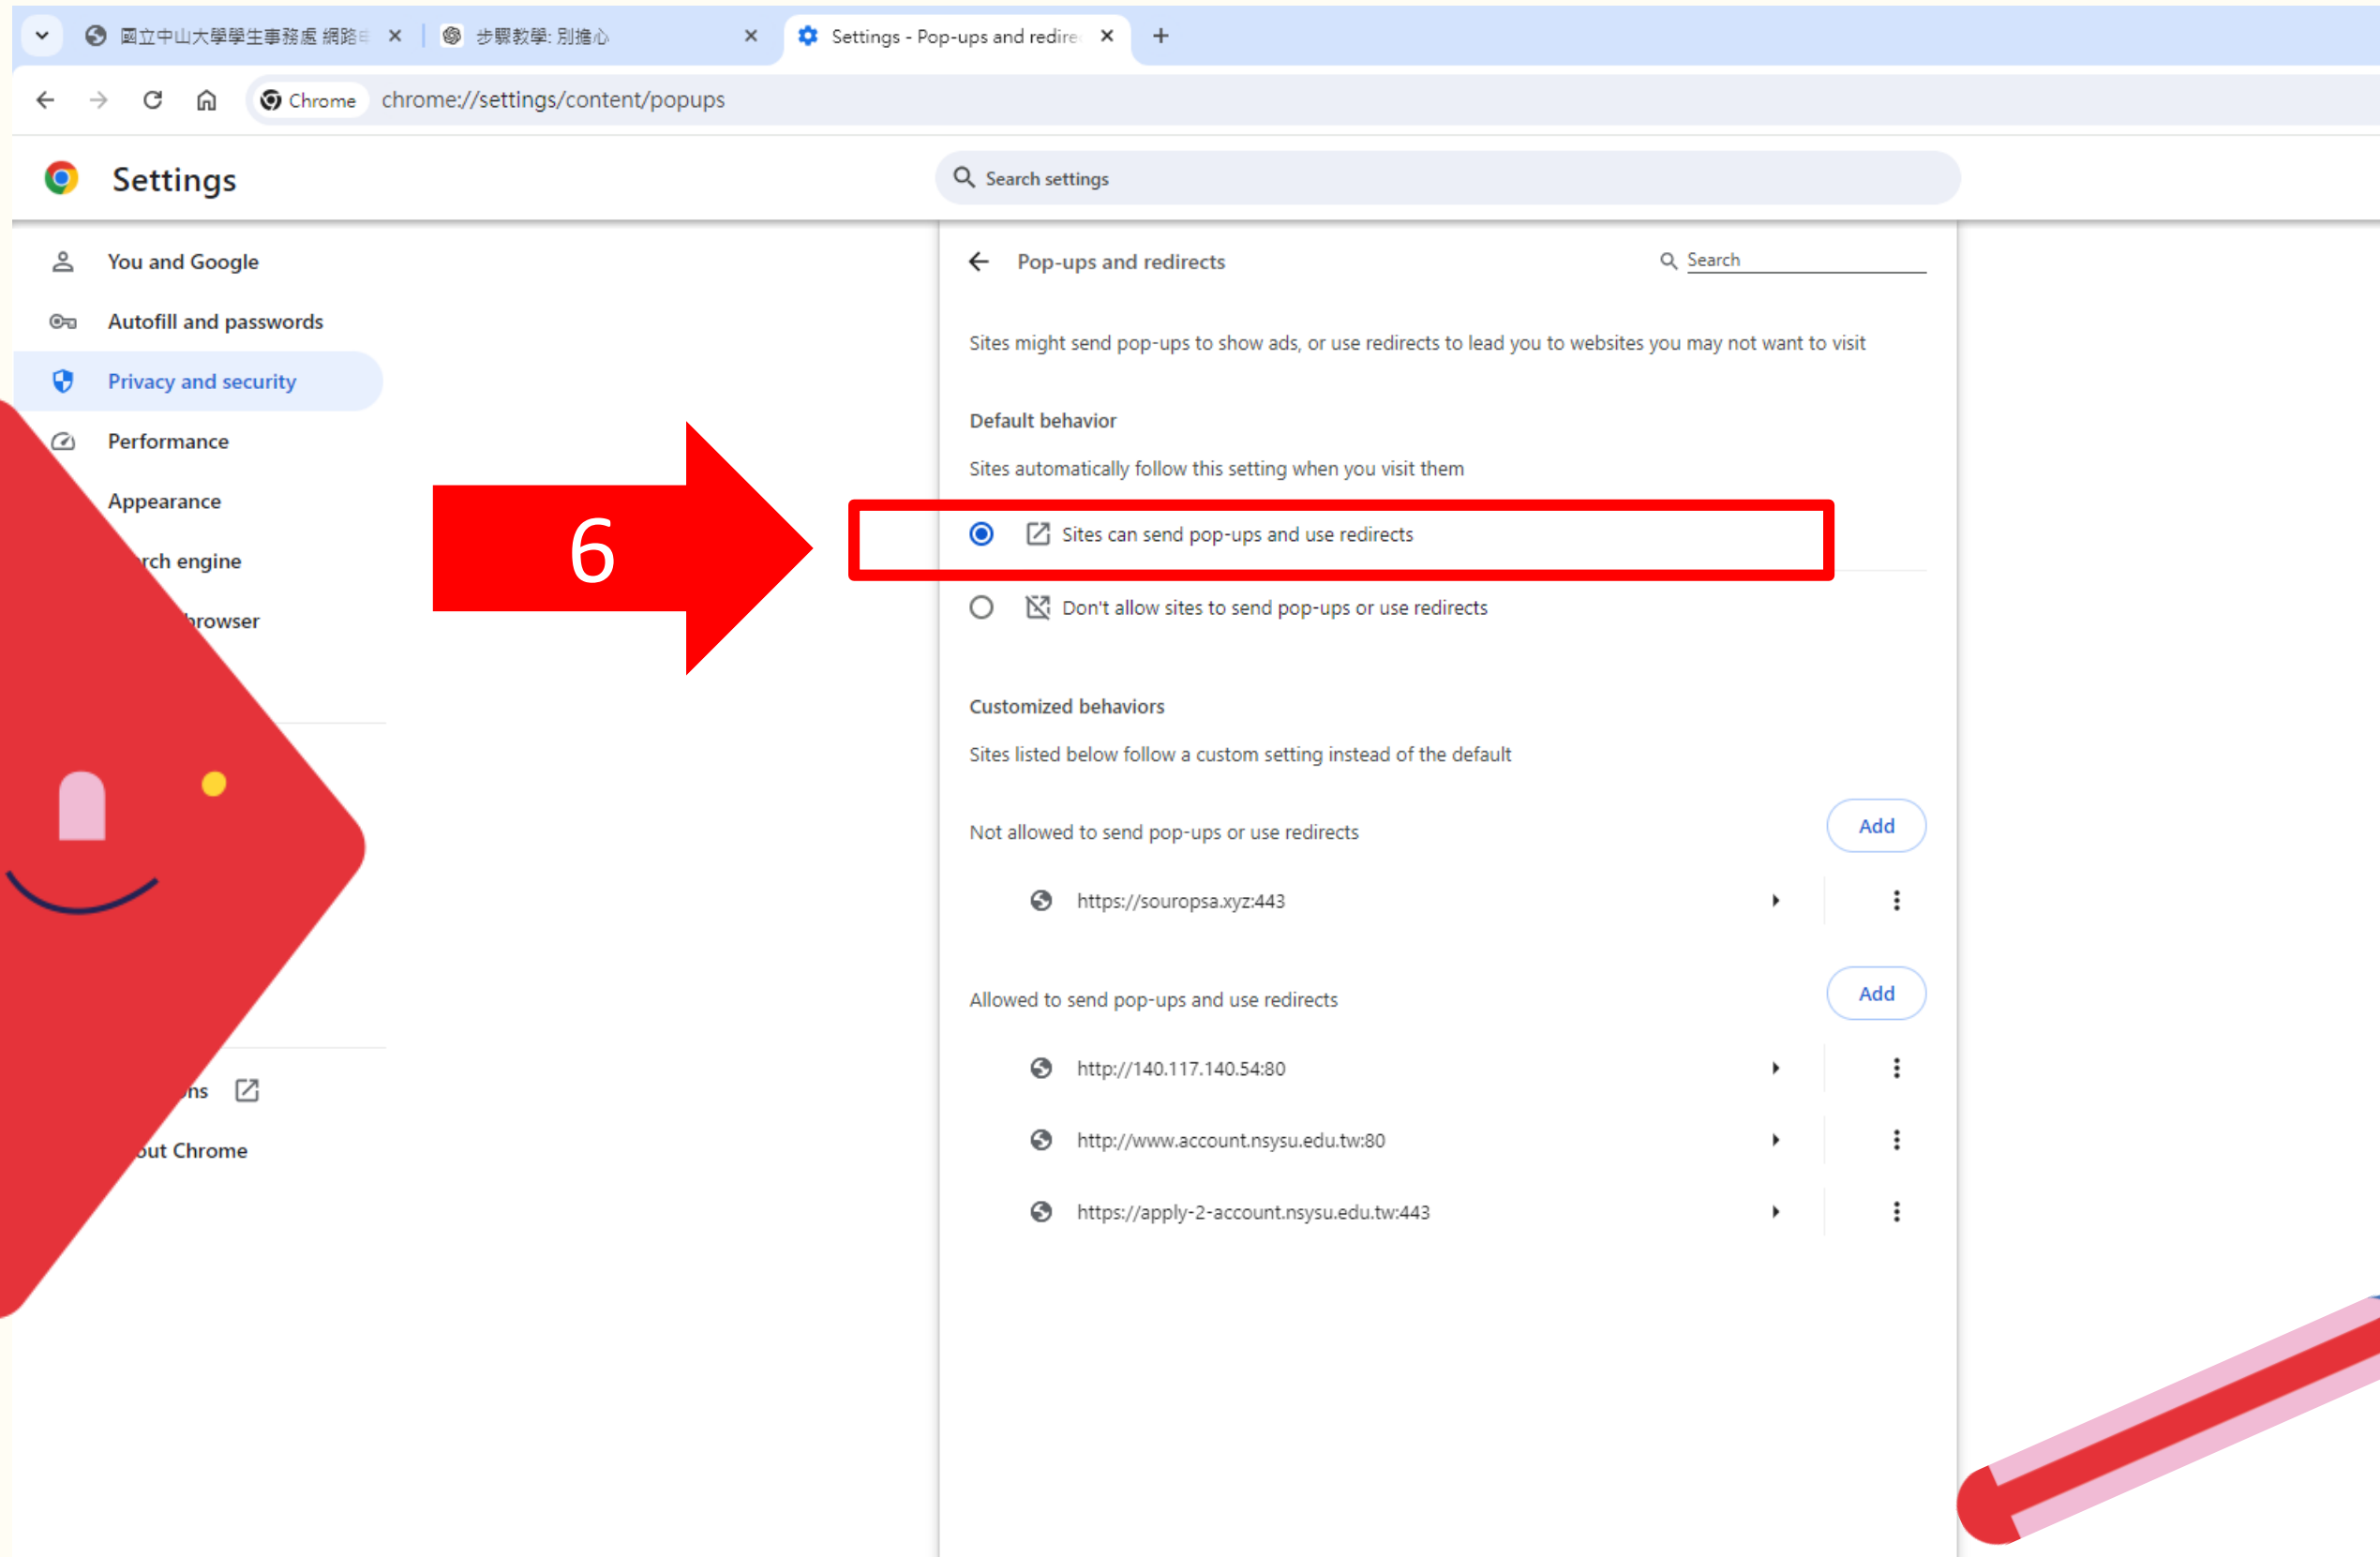 國立中山大學學生事務處 網路
步驟教學: 別擔心
Settings - Pop-ups and redire
Chrome chrome://settings/content/popups
Settings
Search settings
You and Google
Autofill and passwords
Privacy and security
Performance
Appearance
rch engine
browser
ns
out Chrome
6
Pop-ups and redirects
Search
Sites might send pop-ups to show ads, or use redirects to lead you to websites you may not want to visit
Default behavior
Sites automatically follow this setting when you visit them
Sites can send pop-ups and use redirects
Don't allow sites to send pop-ups or use redirects
Customized behaviors
Sites listed below follow a custom setting instead of the default
Not allowed to send pop-ups or use redirects
Add
https://souropsa.xyz:443
Allowed to send pop-ups and use redirects
Add
http://140.117.140.54:80
http://www.account.nsysu.edu.tw:80
https://apply-2-account.nsysu.edu.tw:443